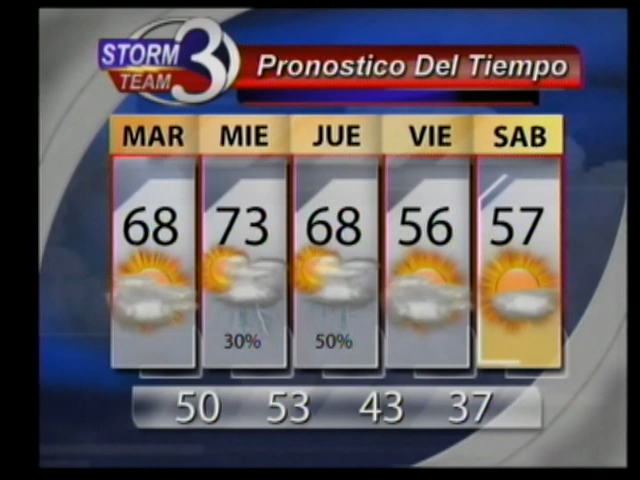 STORM 3
TEAM
Pronostico Del Tiempo
MAR MIE JUE VIE SAB
68 73 68 56 57
30% 50%
50 53 43 37